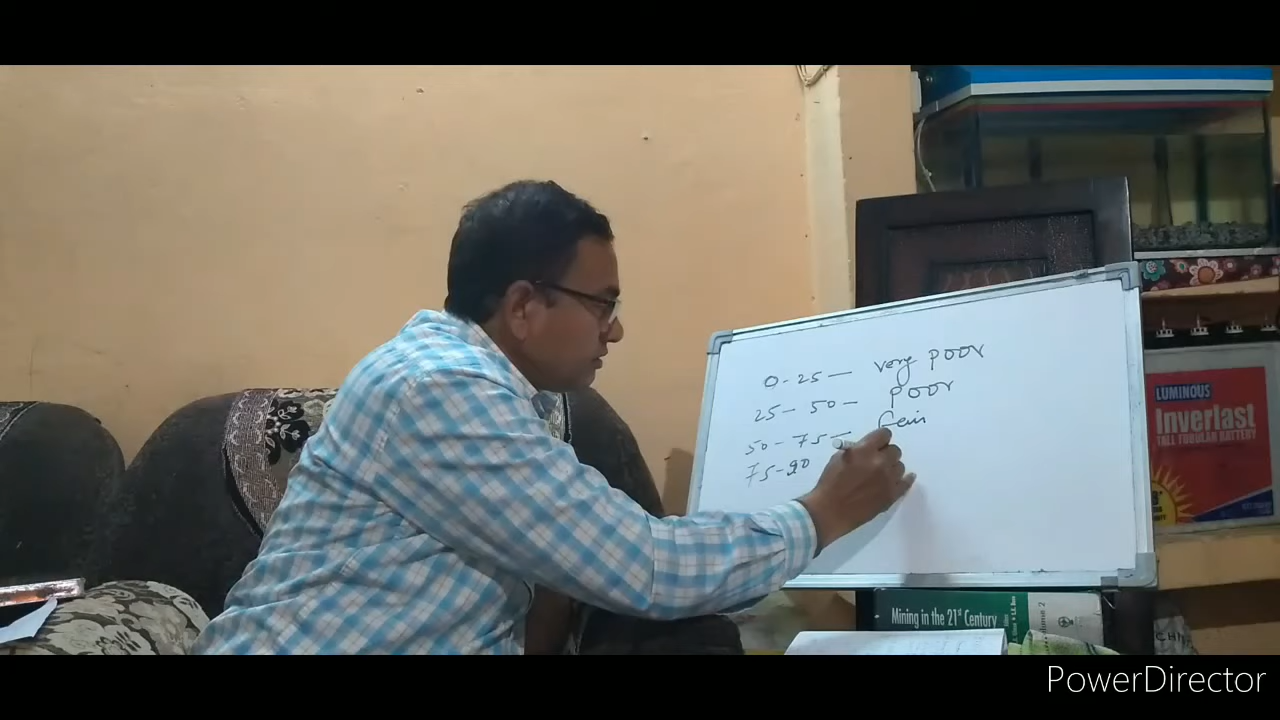 0-25 — very poor
25-50 — poor
50-75 — fair
75-90
LUMINOUS
Inverlast
TALL TUBULAR BATTERY
Mining in the 21st Century
PowerDirector